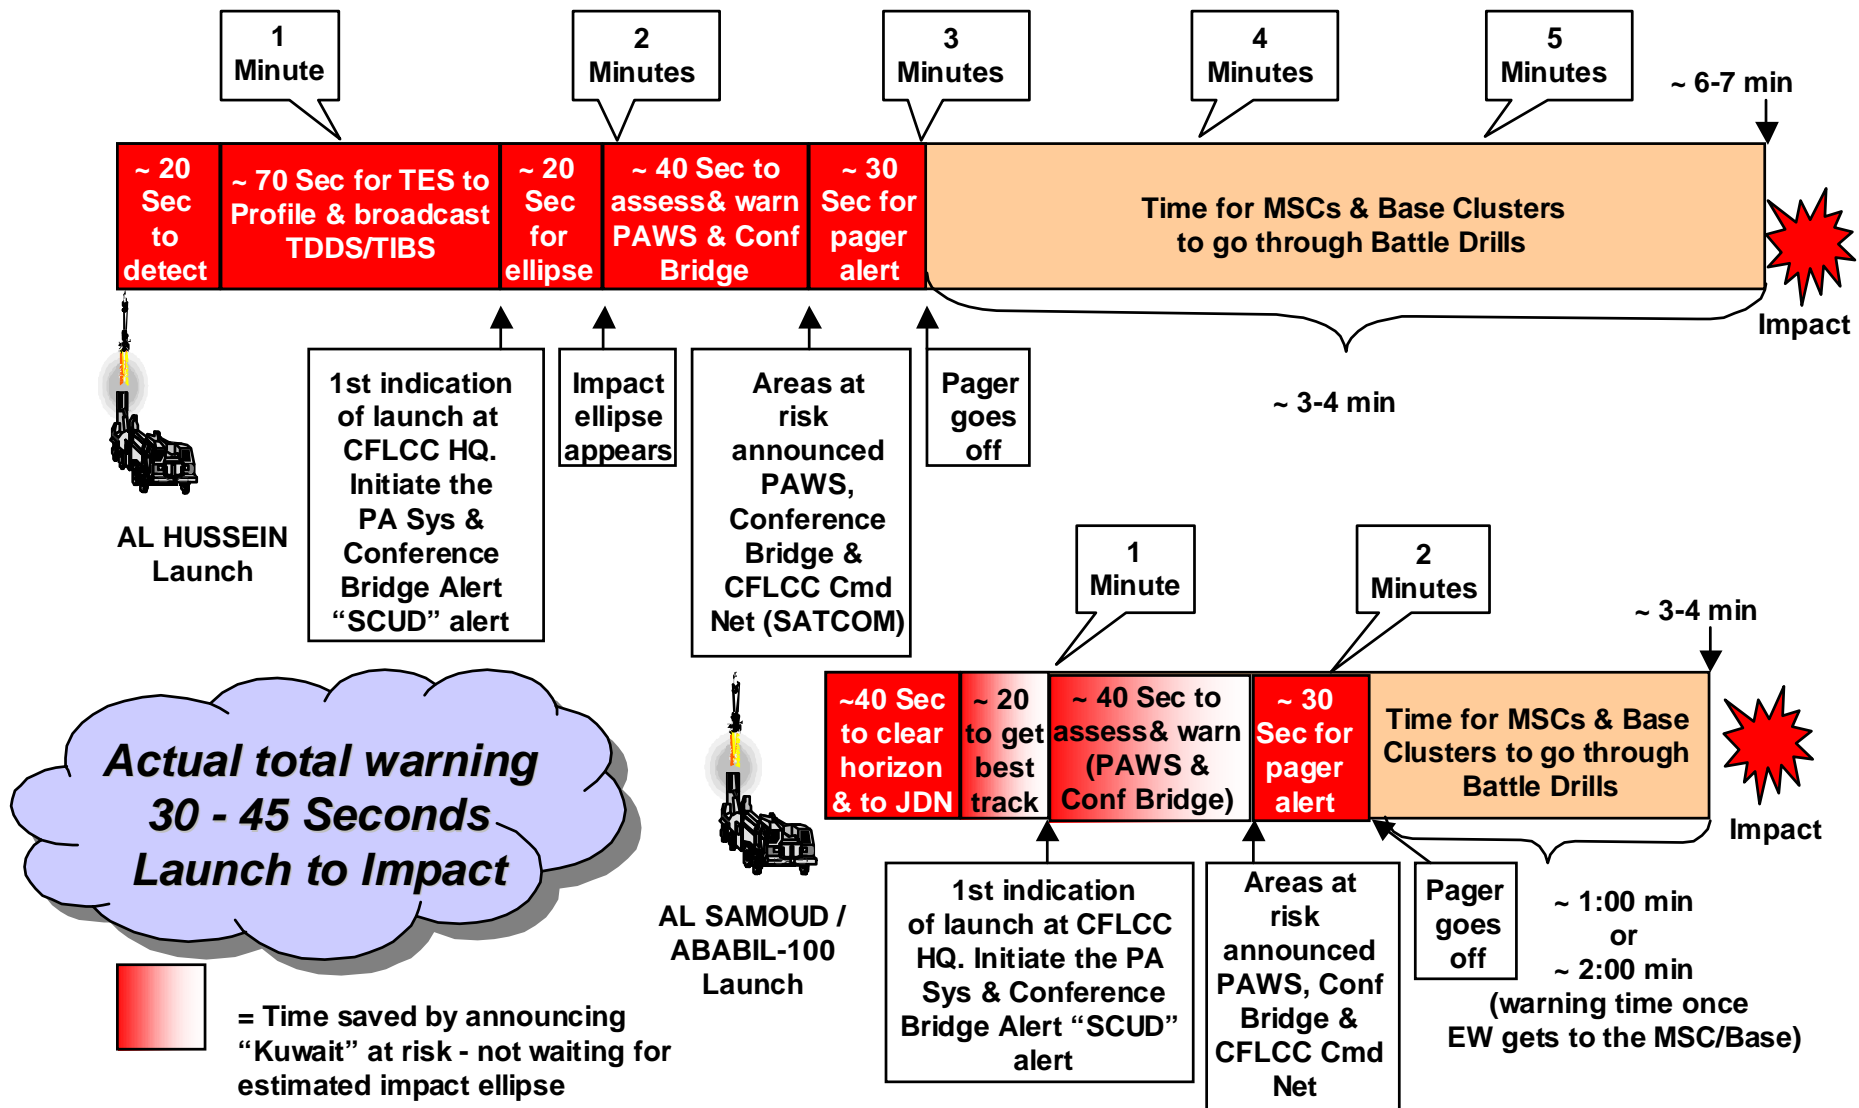 1
Minute
2
Minutes
3
Minutes
4
Minutes
5
Minutes
~ 6-7 min
~ 20
Sec
to
detect
~ 70 Sec for TES to
Profile & broadcast
TDDS/TIBS
~ 20
Sec
for
ellipse
~ 40 Sec to
assess& warn
PAWS & Conf
Bridge
~ 30
Sec for
pager
alert
Time for MSCs & Base Clusters
to go through Battle Drills
Impact
1st indication
of launch at
CFLCC HQ.
Initiate the
PA Sys &
Conference
Bridge Alert
“SCUD” alert
Impact
ellipse
appears
Areas at
risk
announced
PAWS,
Conference
Bridge &
CFLCC Cmd
Net (SATCOM)
Pager
goes
off
~ 3-4 min
AL HUSSEIN
Launch
1
Minute
2
Minutes
~ 3-4 min
~40 Sec
to clear
horizon
& to JDN
~ 20
to get
best
track
~ 40 Sec to
assess& warn
(PAWS &
Conf Bridge)
~ 30
Sec for
pager
alert
Time for MSCs & Base
Clusters to go through
Battle Drills
Impact
Actual total warning
30 - 45 Seconds
Launch to Impact
AL SAMOUD /
ABABIL-100
Launch
1st indication
of launch at CFLCC
HQ. Initiate the PA
Sys & Conference
Bridge Alert “SCUD”
alert
Areas at
risk
announced
PAWS, Conf
Bridge &
CFLCC Cmd
Net
Pager
goes
off
~ 1:00 min
or
~ 2:00 min
(warning time once
EW gets to the MSC/Base)
= Time saved by announcing
“Kuwait” at risk - not waiting for
estimated impact ellipse